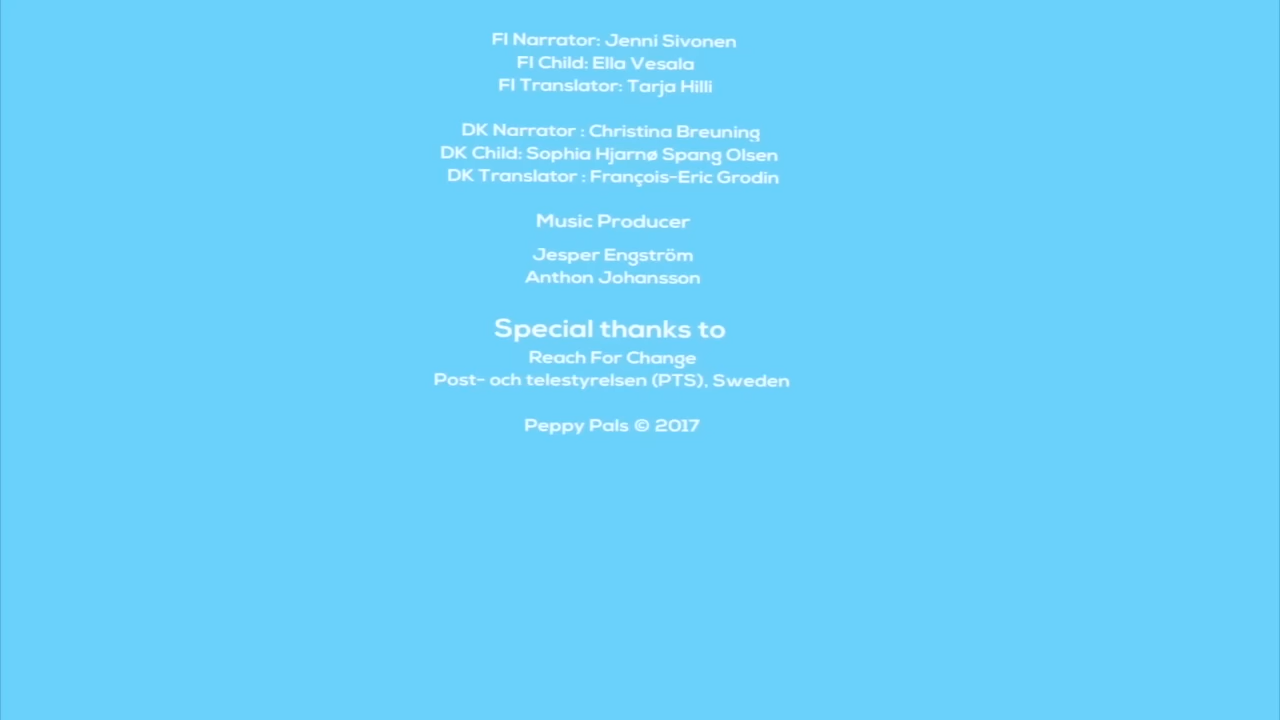 FI Narrator: Jenni Sivonen
FI Child: Ella Vesala
FI Translator: Tarja Hilli
DK Narrator : Christina Breuning
DK Child: Sophia Hjarnø Spang Olsen
DK Translator : François-Eric Grodin
Music Producer
Jesper Engström
Anthon Johansson
Special thanks to
Reach For Change
Post- och telestyrelsen (PTS), Sweden
Peppy Pals © 2017